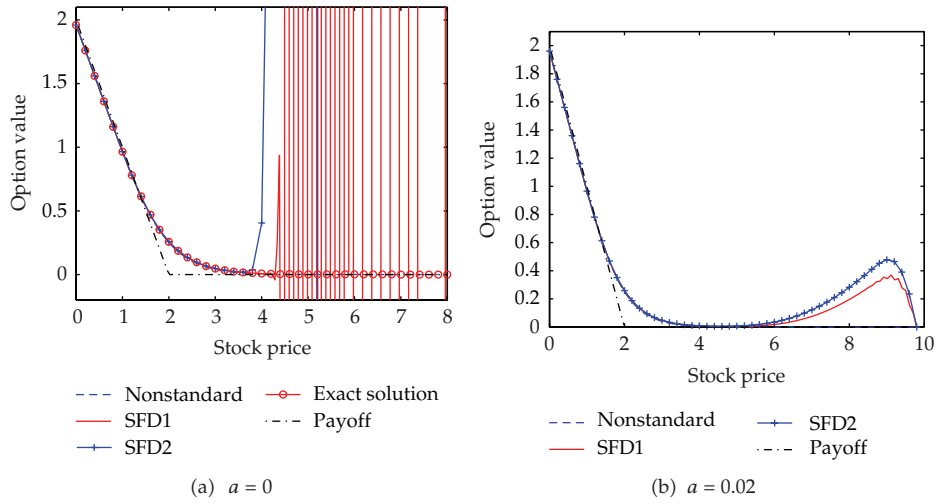 2
1.5
1
0.5
0
Option value
0 1 2 3 4 5 6 7 8
Stock price
Nonstandard
SFD1
SFD2
Exact solution
Payoff
(a) a = 0
2
1.8
1.6
1.4
1.2
1
0.8
0.6
0.4
0.2
0
Option value
0 2 4 6 8 10
Stock price
Nonstandard
SFD1
SFD2
Payoff
(b) a = 0.02